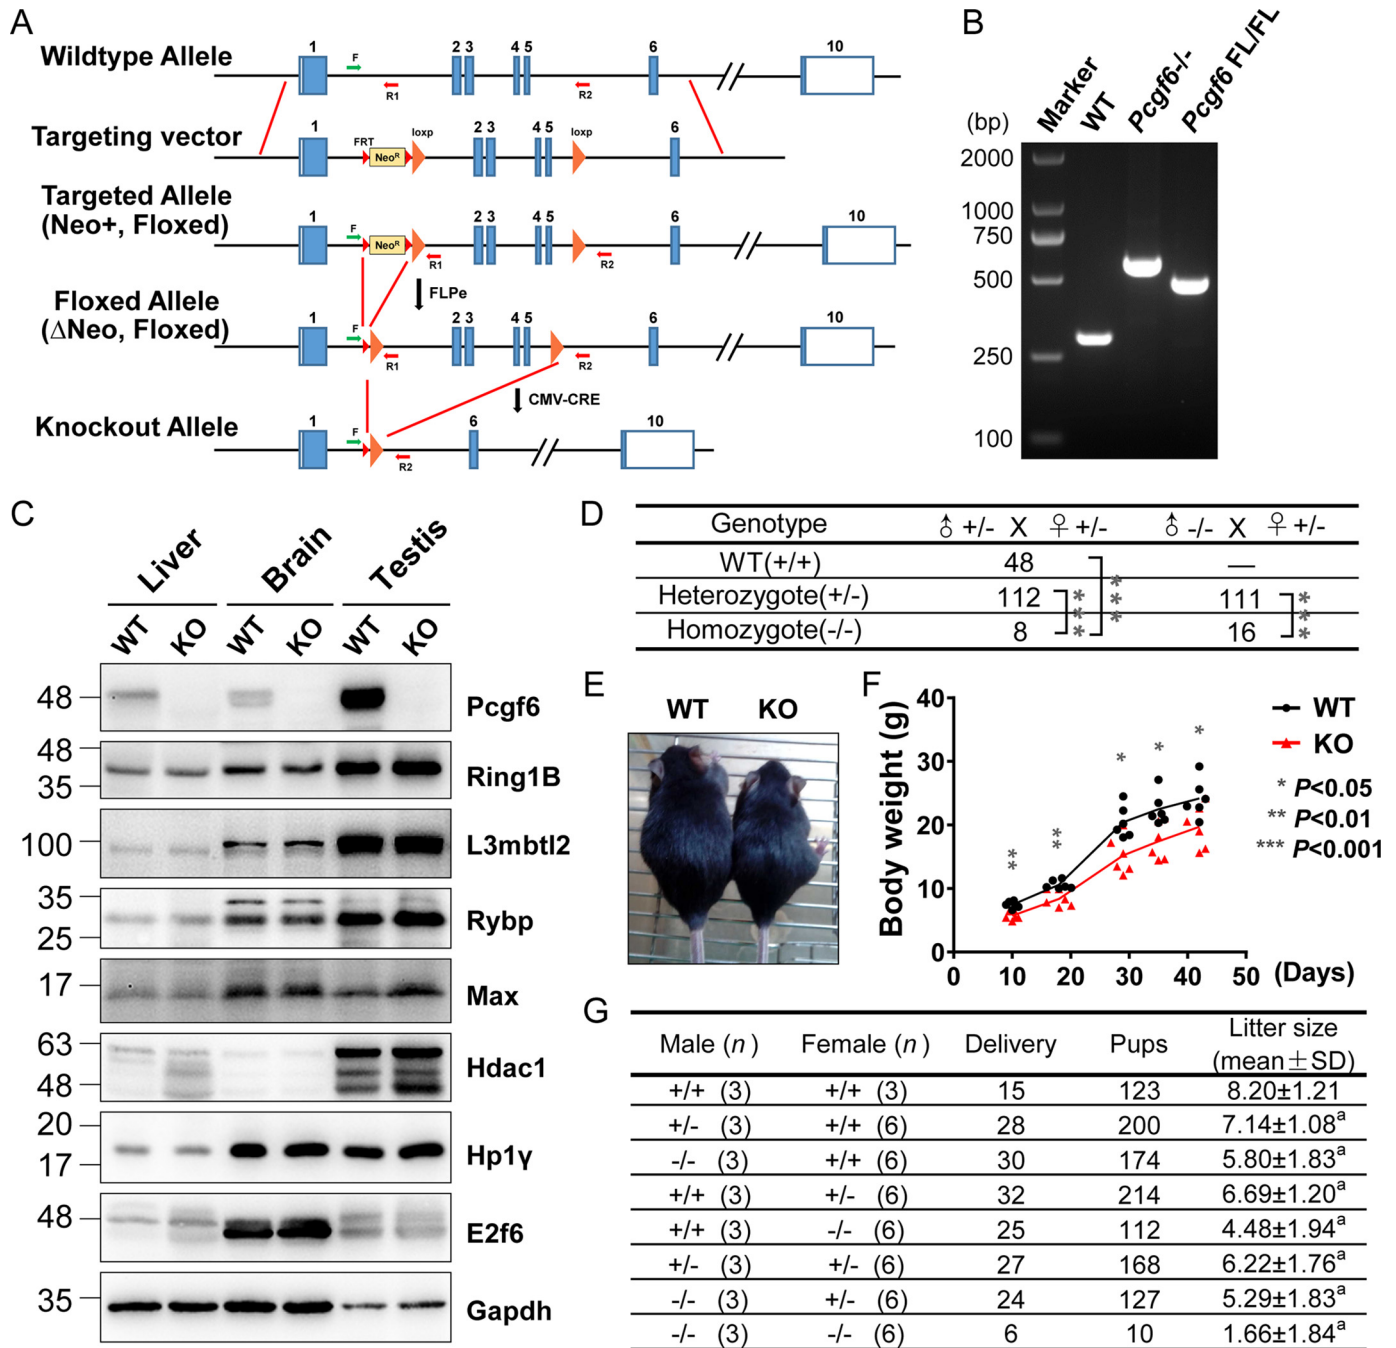 A
Wildtype Allele
1 F R1 2 3 4 5 R2 6 10
Targeting vector
1 FRT Neo^R loxp 2 3 4 5 loxp 6
Targeted Allele
(Neo+, Floxed)
1 F Neo^R R1 2 3 4 5 R2 6 10
FLPe
Floxed Allele
(ΔNeo, Floxed)
1 F R1 2 3 4 5 R2 6 10
CMV-CRE
Knockout Allele
1 F R2 6 10
B
(bp) Marker WT Pcgf6-/- Pcgf6 FL/FL
2000
1000
750
500
250
100
C
Liver Brain Testis
WT KO WT KO WT KO
48 Pcgf6
48
35 Ring1B
100 L3mbtl2
35
25 Rybp
17 Max
63
48 Hdac1
20
17 Hp1γ
48 E2f6
35 Gapdh
D
Genotype ♂ +/- X ♀ +/- ♂ -/- X ♀ +/-
WT(+/+) 48 —
Heterozygote(+/-) 112 111
Homozygote(-/-) 8 16
*** *** ***
E
WT KO
F
Body weight (g)
40
30
20
10
0
0 10 20 30 40 50 (Days)
** ** * * *
WT
KO
* P<0.05
** P<0.01
*** P<0.001
G
Male (n) Female (n) Delivery Pups Litter size
(mean±SD)
+/+ (3) +/+ (3) 15 123 8.20±1.21
+/- (3) +/+ (6) 28 200 7.14±1.08^a
-/- (3) +/+ (6) 30 174 5.80±1.83^a
+/+ (3) +/- (6) 32 214 6.69±1.20^a
+/+ (3) -/- (6) 25 112 4.48±1.94^a
+/- (3) +/- (6) 27 168 6.22±1.76^a
-/- (3) +/- (6) 24 127 5.29±1.83^a
-/- (3) -/- (6) 6 10 1.66±1.84^a